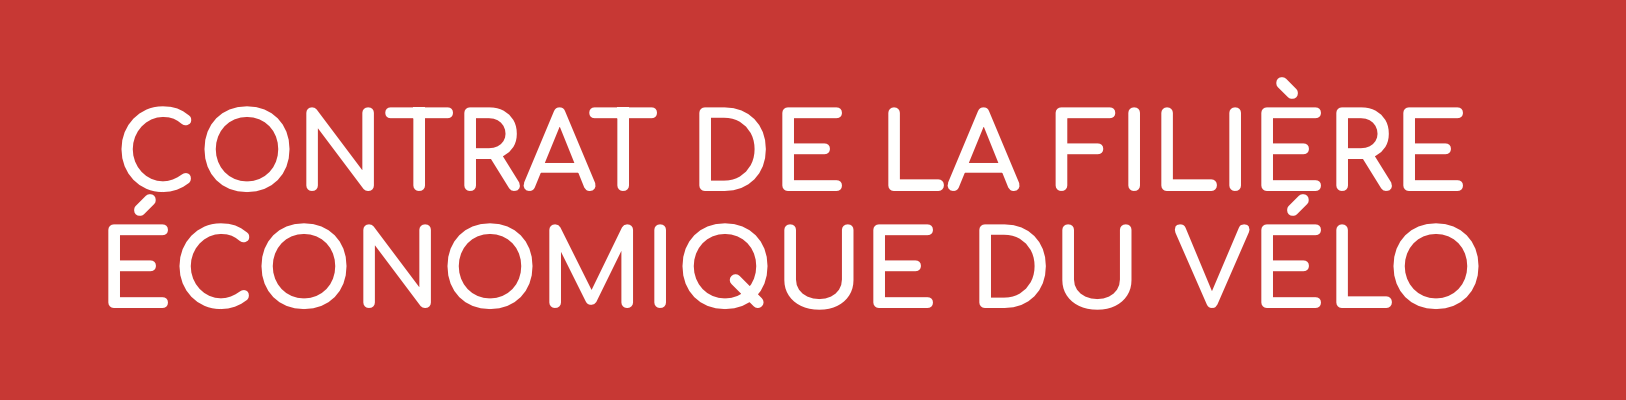 CONTRAT DE LA FILIÈRE
ÉCONOMIQUE DU VÉLO